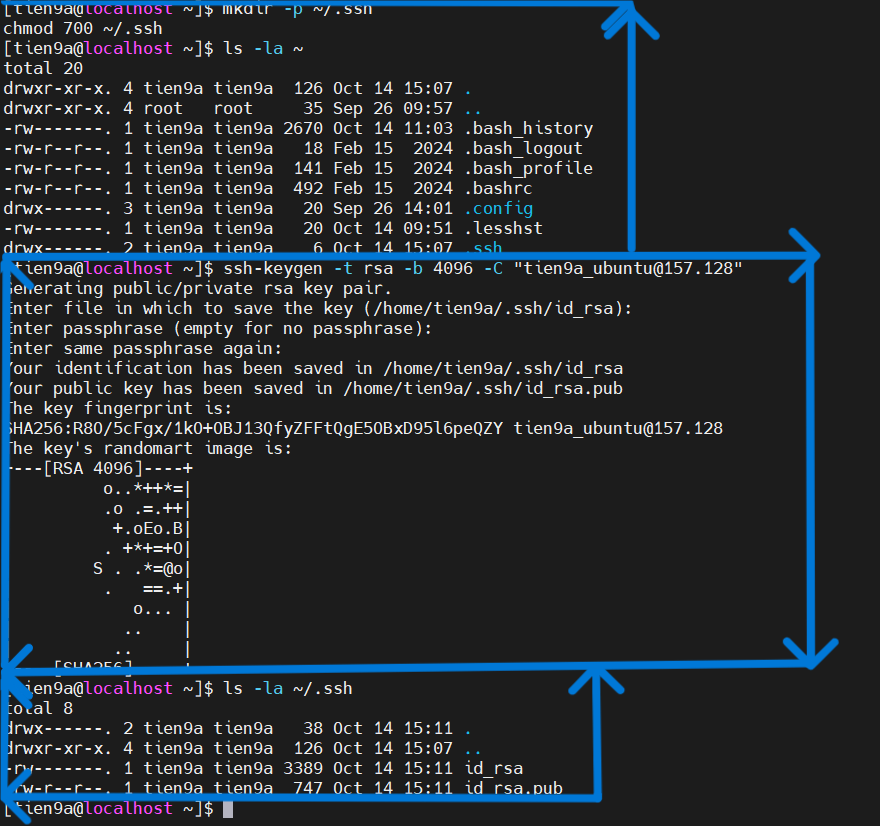 [tien9a@localhost ~]$ mkdir -p ~/.ssh
chmod 700 ~/.ssh
[tien9a@localhost ~]$ ls -la ~
total 20
drwxr-xr-x. 4 tien9a tien9a  126 Oct 14 15:07 .
drwxr-xr-x. 4 root   root     35 Sep 26 09:57 ..
-rw-------. 1 tien9a tien9a 2670 Oct 14 11:03 .bash_history
-rw-r--r--. 1 tien9a tien9a   18 Feb 15  2024 .bash_logout
-rw-r--r--. 1 tien9a tien9a  141 Feb 15  2024 .bash_profile
-rw-r--r--. 1 tien9a tien9a  492 Feb 15  2024 .bashrc
drwx------. 3 tien9a tien9a   20 Sep 26 14:01 .config
-rw-------. 1 tien9a tien9a   20 Oct 14 09:51 .lesshst
drwx------. 2 tien9a tien9a    6 Oct 14 15:07 .ssh
[tien9a@localhost ~]$ ssh-keygen -t rsa -b 4096 -C "tien9a_ubuntu@157.128"
Generating public/private rsa key pair.
Enter file in which to save the key (/home/tien9a/.ssh/id_rsa):
Enter passphrase (empty for no passphrase):
Enter same passphrase again:
Your identification has been saved in /home/tien9a/.ssh/id_rsa
Your public key has been saved in /home/tien9a/.ssh/id_rsa.pub
The key fingerprint is:
SHA256:R8O/5cFgx/1kO+OBJ13QfyZFFtQgE5OBxD95l6peQZY tien9a_ubuntu@157.128
The key's randomart image is:
+---[RSA 4096]----+
|         o..*++*=|
|         .o .=.++|
|          +.oEo.B|
|         . +*+=+O|
|        S . .*=@o|
|         .   ==.+|
|            o... |
|           ..    |
|          ..     |
+----[SHA256]-----+
[tien9a@localhost ~]$ ls -la ~/.ssh
total 8
drwx------. 2 tien9a tien9a   38 Oct 14 15:11 .
drwxr-xr-x. 4 tien9a tien9a  126 Oct 14 15:07 ..
-rw-------. 1 tien9a tien9a 3389 Oct 14 15:11 id_rsa
-rw-r--r--. 1 tien9a tien9a  747 Oct 14 15:11 id_rsa.pub
[tien9a@localhost ~]$